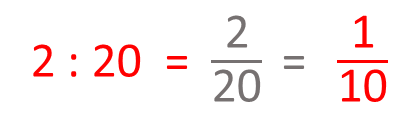 2 : 20 = 2/20 = 1/10